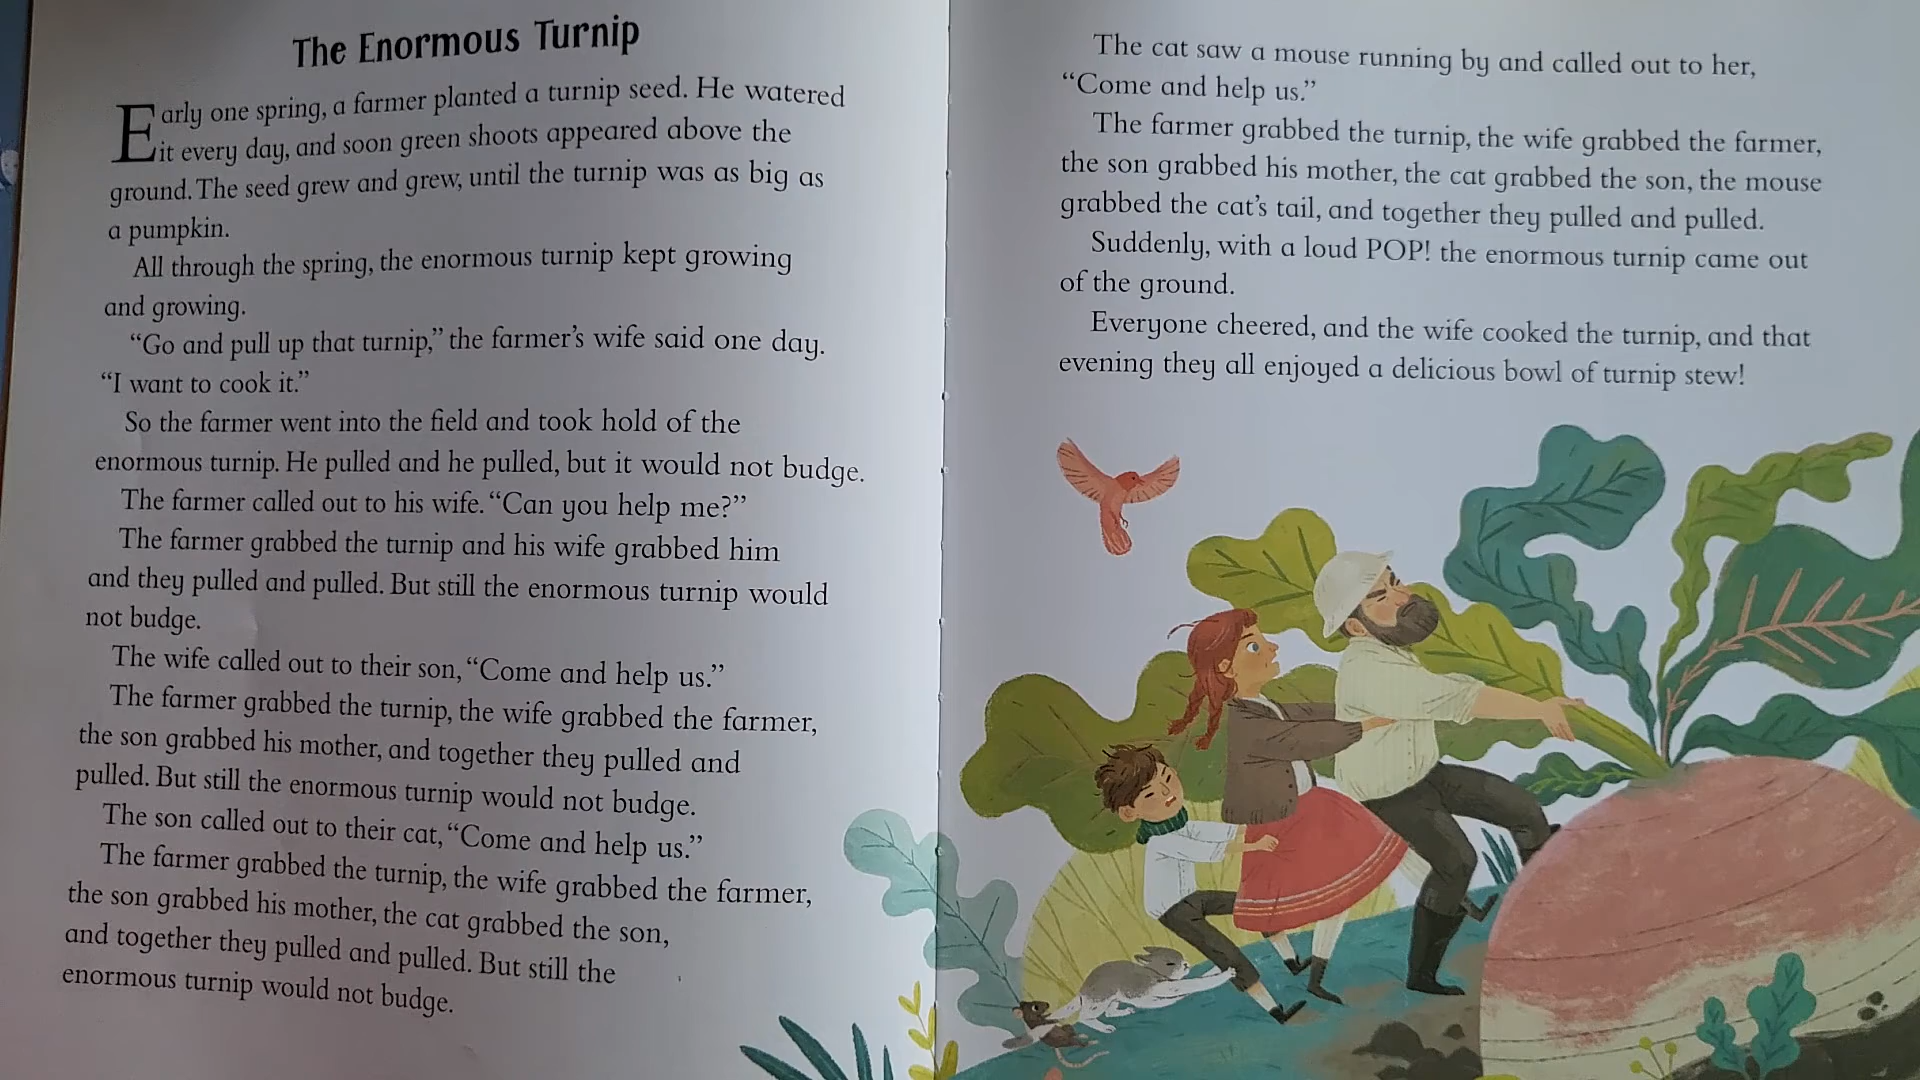 The Enormous Turnip
Early one spring, a farmer planted a turnip seed. He watered
it every day, and soon green shoots appeared above the
ground. The seed grew and grew, until the turnip was as big as
a pumpkin.
All through the spring, the enormous turnip kept growing
and growing.
“Go and pull up that turnip,” the farmer’s wife said one day.
“I want to cook it.”
So the farmer went into the field and took hold of the
enormous turnip. He pulled and he pulled, but it would not budge.
The farmer called out to his wife. “Can you help me?”
The farmer grabbed the turnip and his wife grabbed him
and they pulled and pulled. But still the enormous turnip would
not budge.
The wife called out to their son, “Come and help us.”
The farmer grabbed the turnip, the wife grabbed the farmer,
the son grabbed his mother, and together they pulled and
pulled. But still the enormous turnip would not budge.
The son called out to their cat, “Come and help us.”
The farmer grabbed the turnip, the wife grabbed the farmer,
the son grabbed his mother, the cat grabbed the son,
and together they pulled and pulled. But still the
enormous turnip would not budge.
The cat saw a mouse running by and called out to her,
“Come and help us.”
The farmer grabbed the turnip, the wife grabbed the farmer,
the son grabbed his mother, the cat grabbed the son, the mouse
grabbed the cat’s tail, and together they pulled and pulled.
Suddenly, with a loud POP! the enormous turnip came out
of the ground.
Everyone cheered, and the wife cooked the turnip, and that
evening they all enjoyed a delicious bowl of turnip stew!